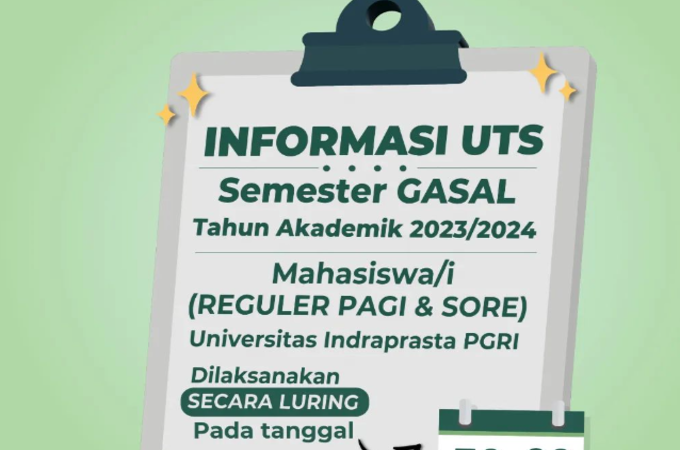 INFORMASI UTS
Semester GASAL
Tahun Akademik 2023/2024
Mahasiswa/i
(REGULER PAGI & SORE)
Universitas Indraprasta PGRI
Dilaksanakan
SECARA LURING
Pada tanggal